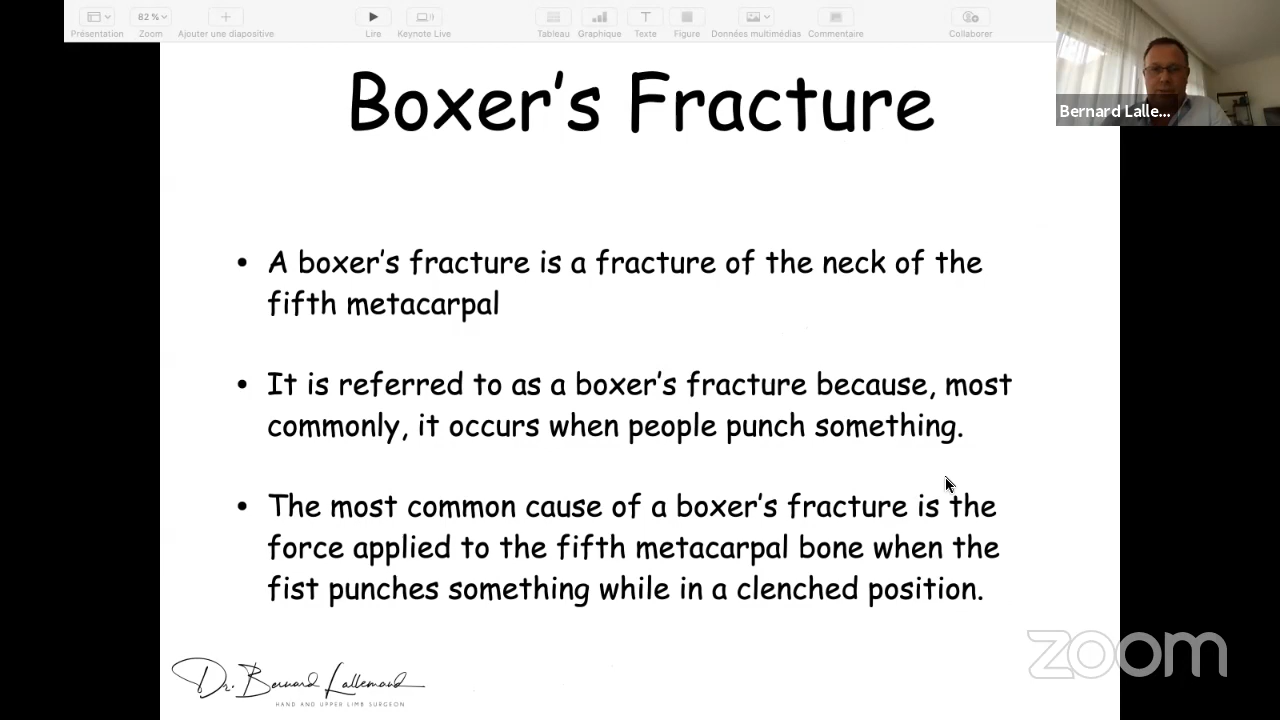 82 %
Présentation
Zoom
Ajouter une diapositive
Lire
Keynote Live
Tableau
Graphique
Texte
Figure
Données multimédias
Commentaire
Collaborer
Bernard Lalle...
Boxer's Fracture
• A boxer's fracture is a fracture of the neck of the
fifth metacarpal
• It is referred to as a boxer's fracture because, most
commonly, it occurs when people punch something.
• The most common cause of a boxer's fracture is the
force applied to the fifth metacarpal bone when the
fist punches something while in a clenched position.
Dr. Bernard Lallemand
HAND AND UPPER LIMB SURGEON
zoom